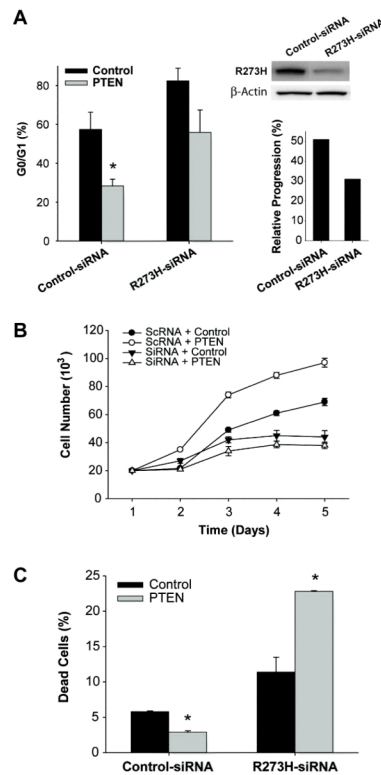 A
Control
PTEN
G0/G1 (%)
80
60
40
20
0
*
Control-siRNA
R273H-siRNA
Control-siRNA
R273H-siRNA
R273H
β-Actin
Relative Progression (%)
50
40
30
20
10
0
Control-siRNA
R273H-siRNA
B
ScRNA + Control
ScRNA + PTEN
SiRNA + Control
SiRNA + PTEN
Cell Number (10³)
120
100
80
60
40
20
0
1 2 3 4 5
Time (Days)
C
Control
PTEN
Dead Cells (%)
25
20
15
10
5
0
*
*
Control-siRNA
R273H-siRNA